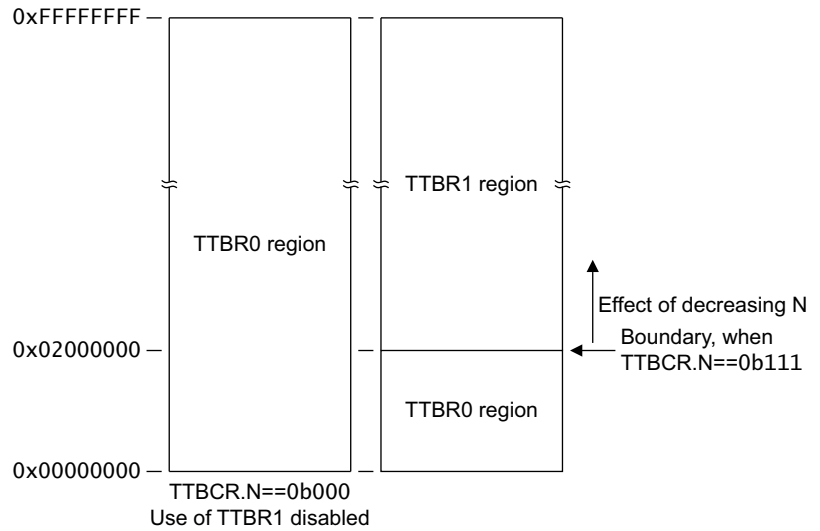 0xFFFFFFFF
TTBR1 region
TTBR0 region
Effect of decreasing N
0x02000000
Boundary, when
TTBCR.N==0b111
TTBR0 region
0x00000000
TTBCR.N==0b000
Use of TTBR1 disabled